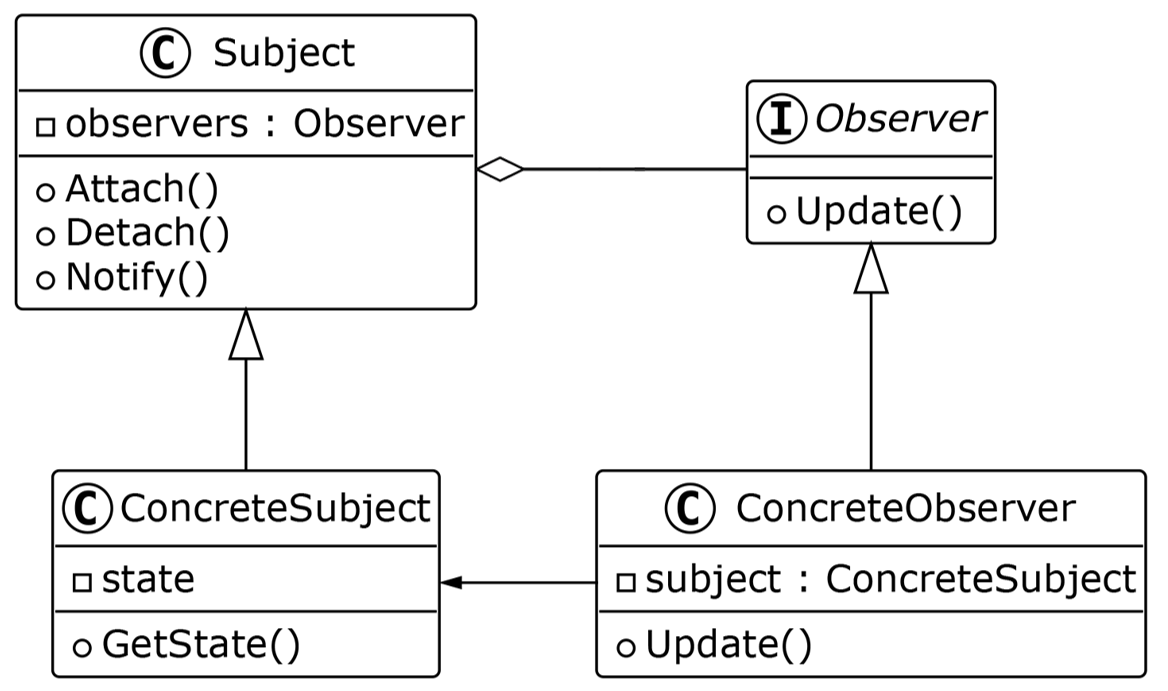 C Subject
observers : Observer
Attach()
Detach()
Notify()
I Observer
Update()
C ConcreteSubject
state
GetState()
C ConcreteObserver
subject : ConcreteSubject
Update()